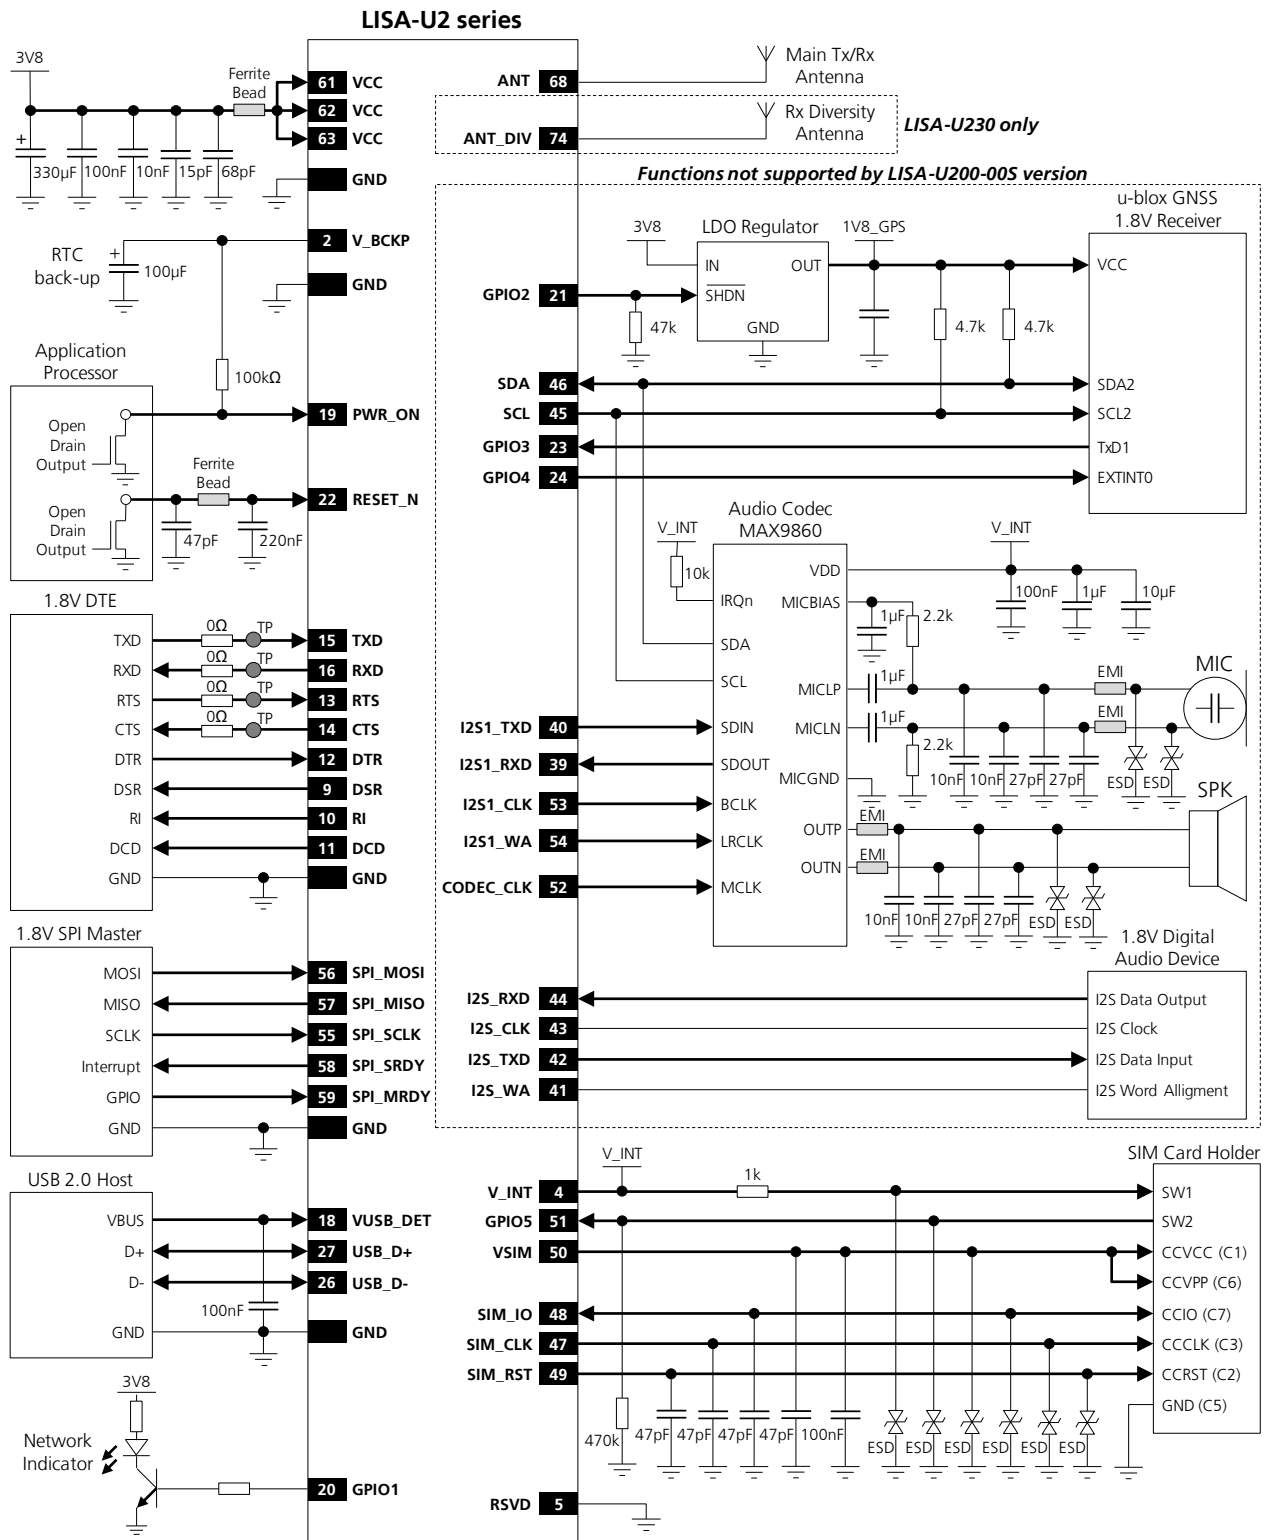 LISA-U2 series
3V8
Ferrite
Bead
61 VCC
62 VCC
63 VCC
+
330µF 100nF 10nF 15pF 68pF
GND
2 V_BCKP
RTC
back-up
+
100µF
GND
Application
Processor
100kΩ
19 PWR_ON
Open
Drain
Output
Ferrite
Bead
22 RESET_N
Open
Drain
Output
47pF 220nF
1.8V DTE
TXD 0Ω TP 15 TXD
RXD 0Ω TP 16 RXD
RTS 0Ω TP 13 RTS
CTS 0Ω TP 14 CTS
DTR 12 DTR
DSR 9 DSR
RI 10 RI
DCD 11 DCD
GND GND
1.8V SPI Master
MOSI 56 SPI_MOSI
MISO 57 SPI_MISO
SCLK 55 SPI_SCLK
Interrupt 58 SPI_SRDY
GPIO 59 SPI_MRDY
GND GND
USB 2.0 Host
VBUS 18 VUSB_DET
D+ 27 USB_D+
D- 26 USB_D-
100nF
GND GND
3V8
Network
Indicator
20 GPIO1
ANT 68
Main Tx/Rx
Antenna
ANT_DIV 74
Rx Diversity
Antenna
LISA-U230 only
Functions not supported by LISA-U200-00S version
u-blox GNSS
1.8V Receiver
3V8 LDO Regulator 1V8_GPS
IN OUT VCC
GPIO2 21 SHDN
47k GND 4.7k 4.7k
SDA 46 SDA2
SCL 45 SCL2
GPIO3 23 TxD1
GPIO4 24 EXTINT0
Audio Codec
MAX9860
V_INT
10k
IRQn
SDA
SCL
VDD
V_INT
100nF 1µF 10µF
MICBIAS
1µF 2.2k
MICLP 1µF EMI
MIC
MICLN 1µF EMI
2.2k
10nF 10nF 27pF 27pF ESD ESD
MICGND
I2S1_TXD 40 SDIN
I2S1_RXD 39 SDOUT
I2S1_CLK 53 BCLK
I2S1_WA 54 LRCLK
CODEC_CLK 52 MCLK
SPK
OUTP EMI
OUTN EMI
10nF 10nF 27pF 27pF ESD ESD
1.8V Digital
Audio Device
I2S_RXD 44 I2S Data Output
I2S_CLK 43 I2S Clock
I2S_TXD 42 I2S Data Input
I2S_WA 41 I2S Word Alligment
SIM Card Holder
V_INT
1k
V_INT 4 SW1
GPIO5 51 SW2
VSIM 50 CCVCC (C1)
CCVPP (C6)
SIM_IO 48 CCIO (C7)
SIM_CLK 47 CCCLK (C3)
SIM_RST 49 CCRST (C2)
GND (C5)
470k 47pF 47pF 47pF 100nF ESD ESD ESD ESD ESD ESD
RSVD 5